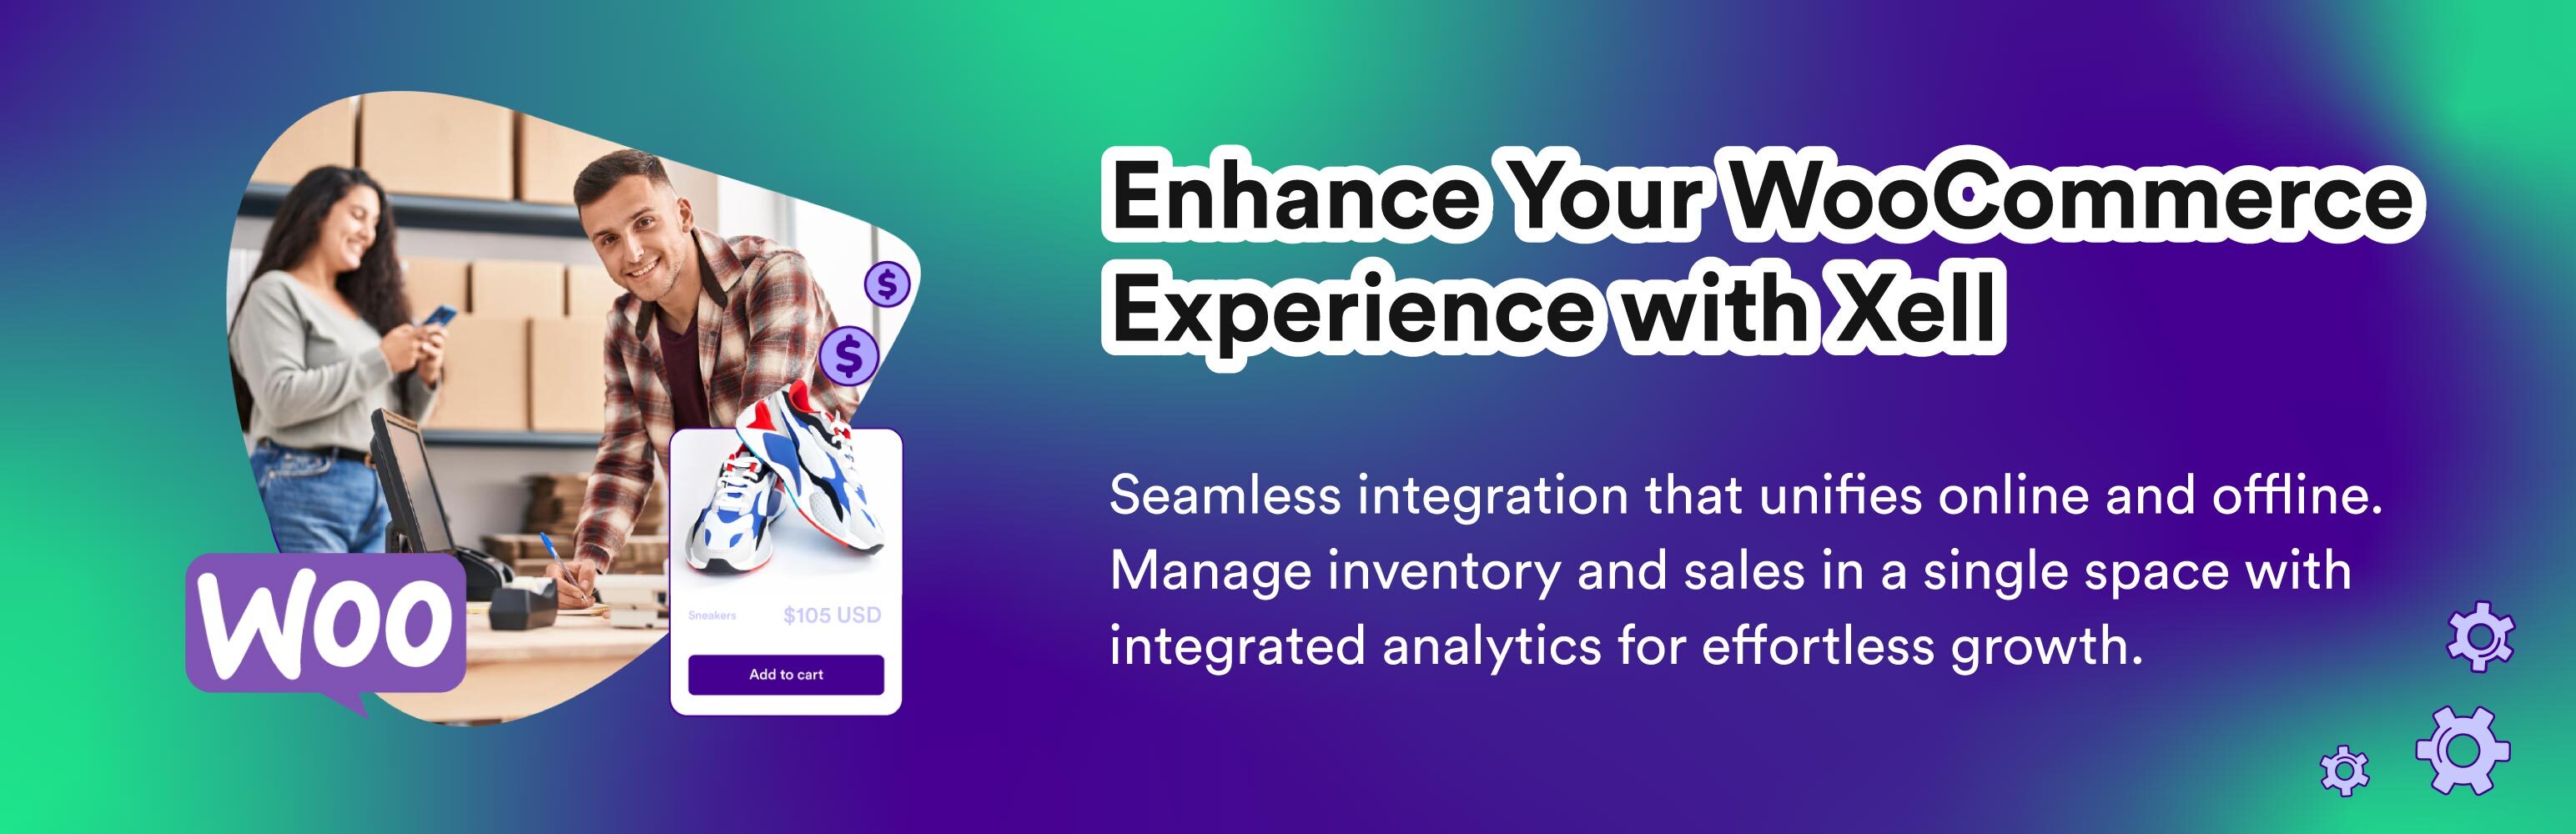 Enhance Your WooCommerce
Experience with Xell
Seamless integration that unifies online and offline.
Manage inventory and sales in a single space with
integrated analytics for effortless growth.
$
$
Woo
Sneakers $105 USD
Add to cart